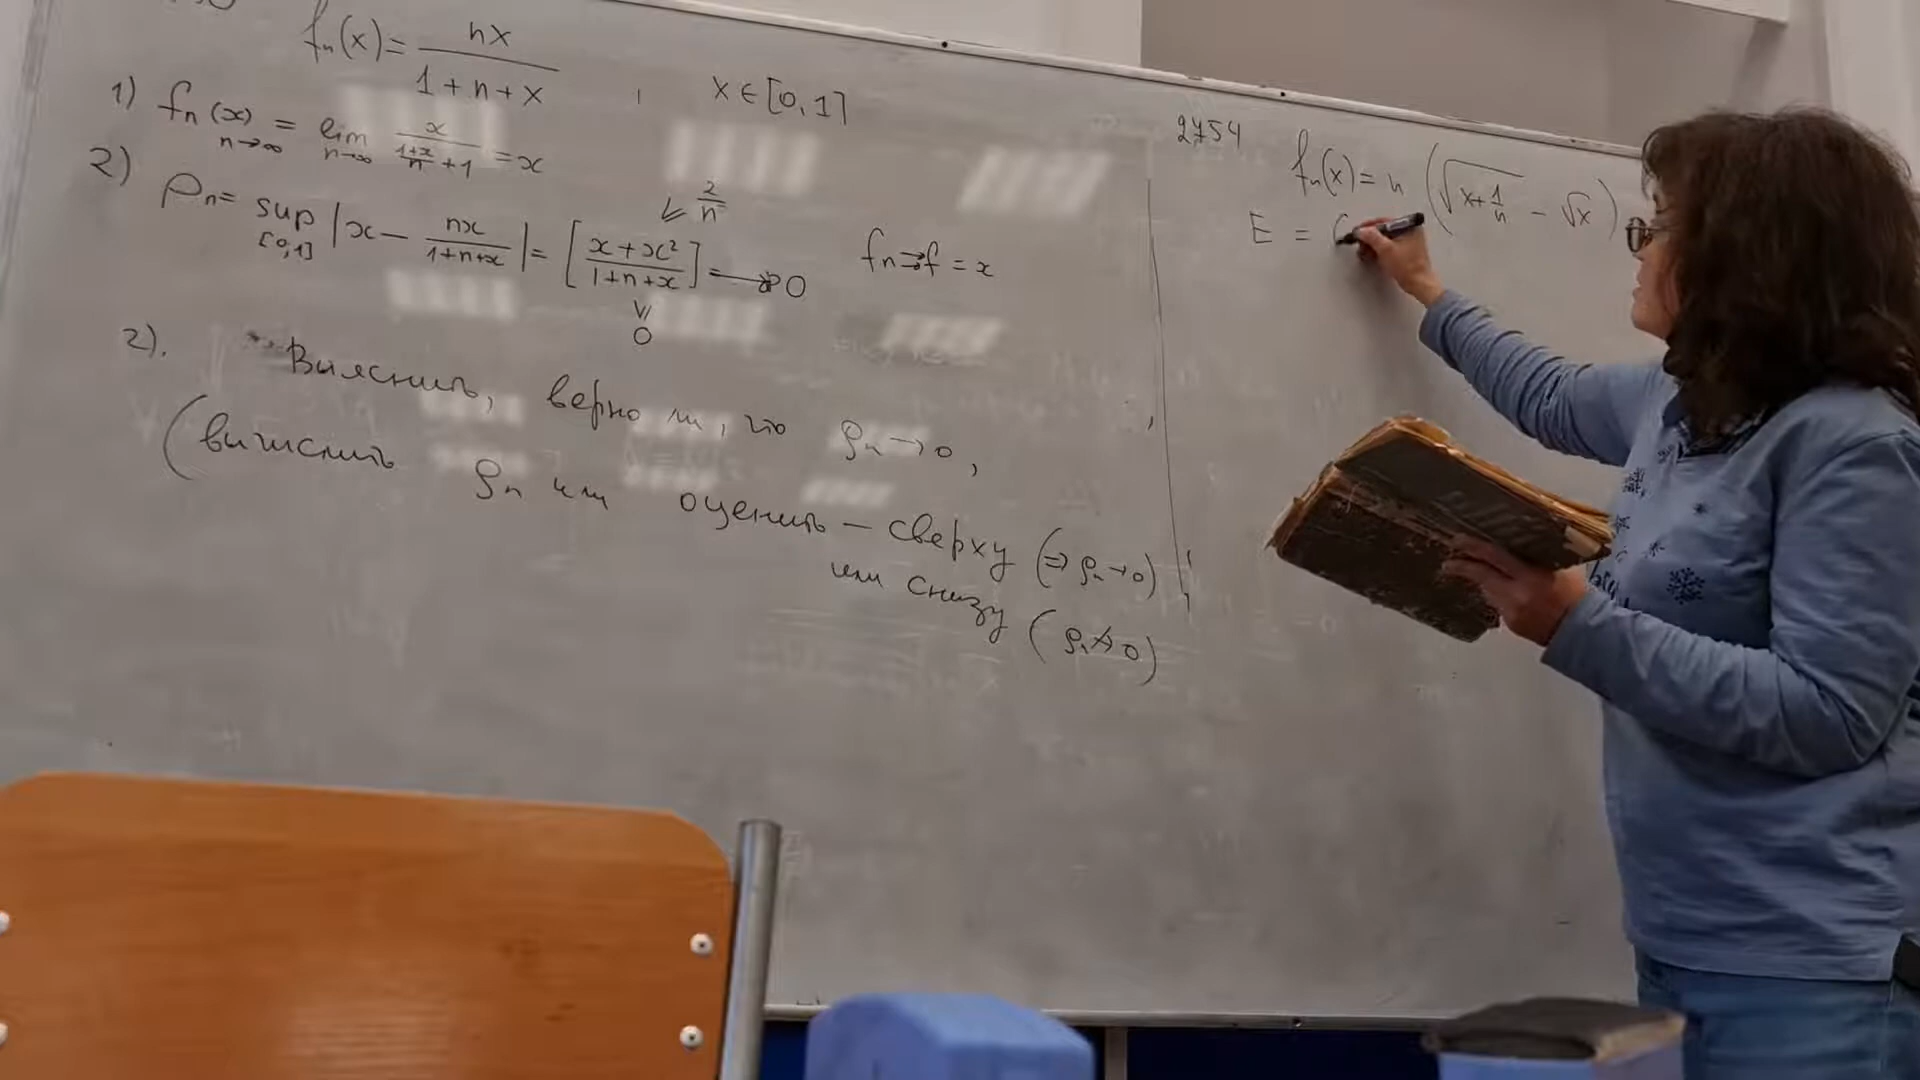 fₙ(x) = nx / (1+n+x) , x ∈ [0,1]
1) fₙ(x) n→∞ = lim n→∞ x / ((1+x)/n + 1) = x
2) ρₙ = sup [0,1] |x − nx/(1+n+x)| = [(x+x²)/(1+n+x)] → 0 fₙ ⇉ f = x
2/n
∨/
0
2). Выяснить, верно ли, что ρₙ → 0,
(вычислить ρₙ или оценить – сверху (⇒ ρₙ → 0)
или снизу (ρₙ ↛ 0)
2754 fₙ(x) = n (√(x+1/n) − √x)
E = (